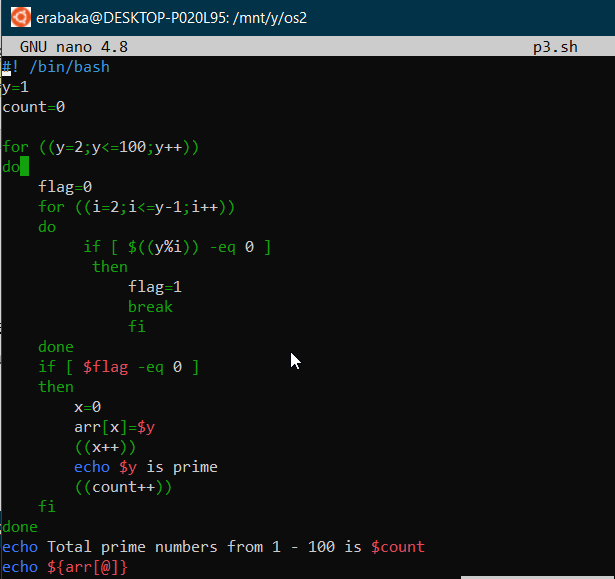 erabaka@DESKTOP-P020L95: /mnt/y/os2
GNU nano 4.8 p3.sh
#! /bin/bash
y=1
count=0
for ((y=2;y<=100;y++))
do
flag=0
for ((i=2;i<=y-1;i++))
do
if [ $((y%i)) -eq 0 ]
then
flag=1
break
fi
done
if [ $flag -eq 0 ]
then
x=0
arr[x]=$y
((x++))
echo $y is prime
((count++))
fi
done
echo Total prime numbers from 1 - 100 is $count
echo ${arr[@]}